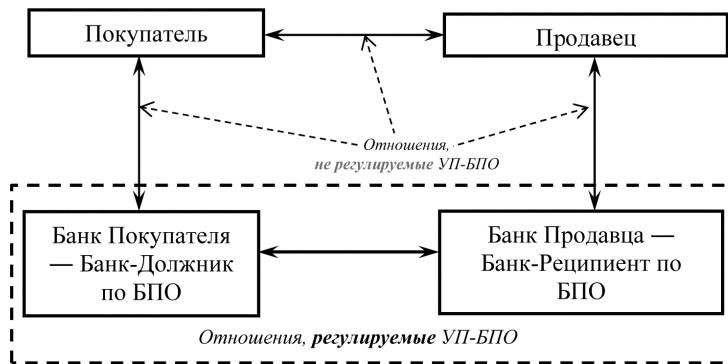 Покупатель
Продавец
Отношения,
не регулируемые УП-БПО
Банк Покупателя
— Банк-Должник
по БПО
Банк Продавца —
Банк-Реципиент по
БПО
Отношения, регулируемые УП-БПО